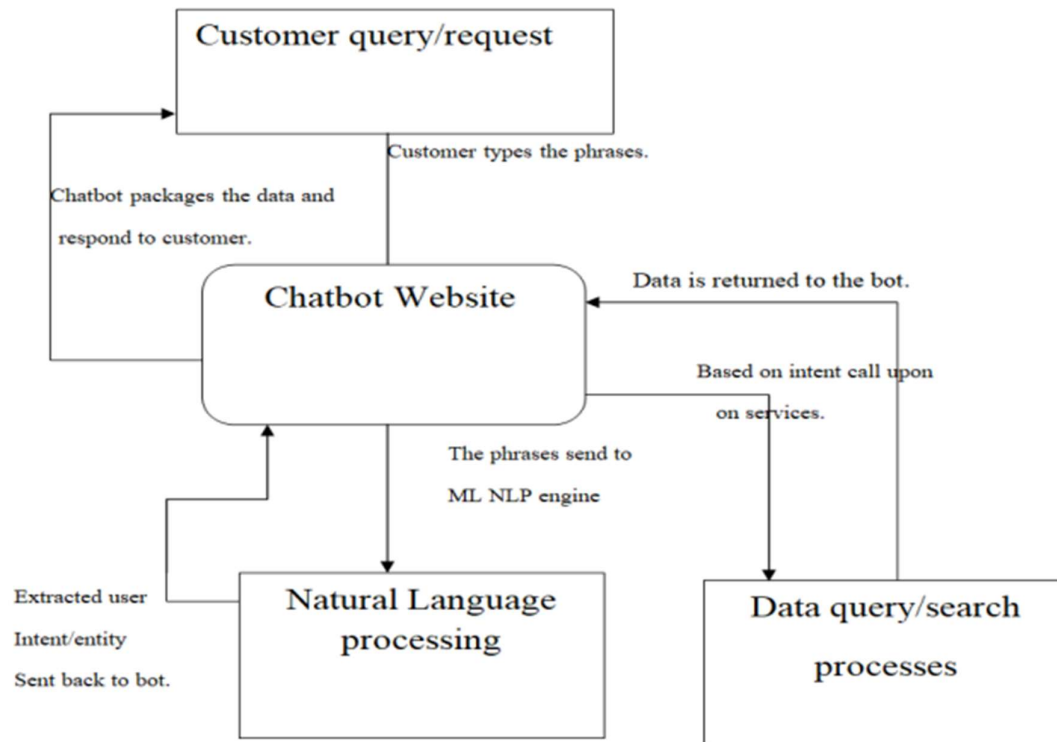 Customer query/request
Customer types the phrases.
Chatbot packages the data and
respond to customer.
Chatbot Website
Data is returned to the bot.
Based on intent call upon
on services.
The phrases send to
ML NLP engine
Extracted user
Intent/entity
Sent back to bot.
Natural Language
processing
Data query/search
processes